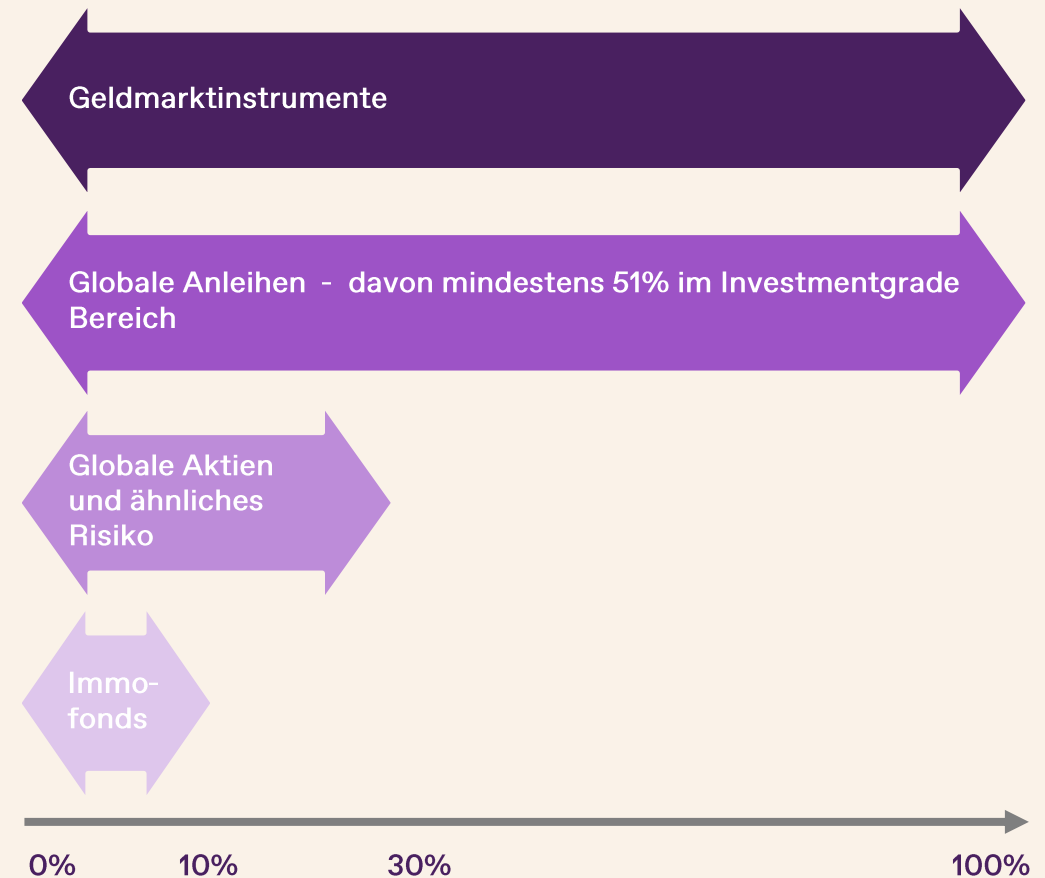 Geldmarktinstrumente
Globale Anleihen - davon mindestens 51% im Investmentgrade
Bereich
Globale Aktien
und ähnliches
Risiko
Immo-
fonds
0% 10% 30% 100%